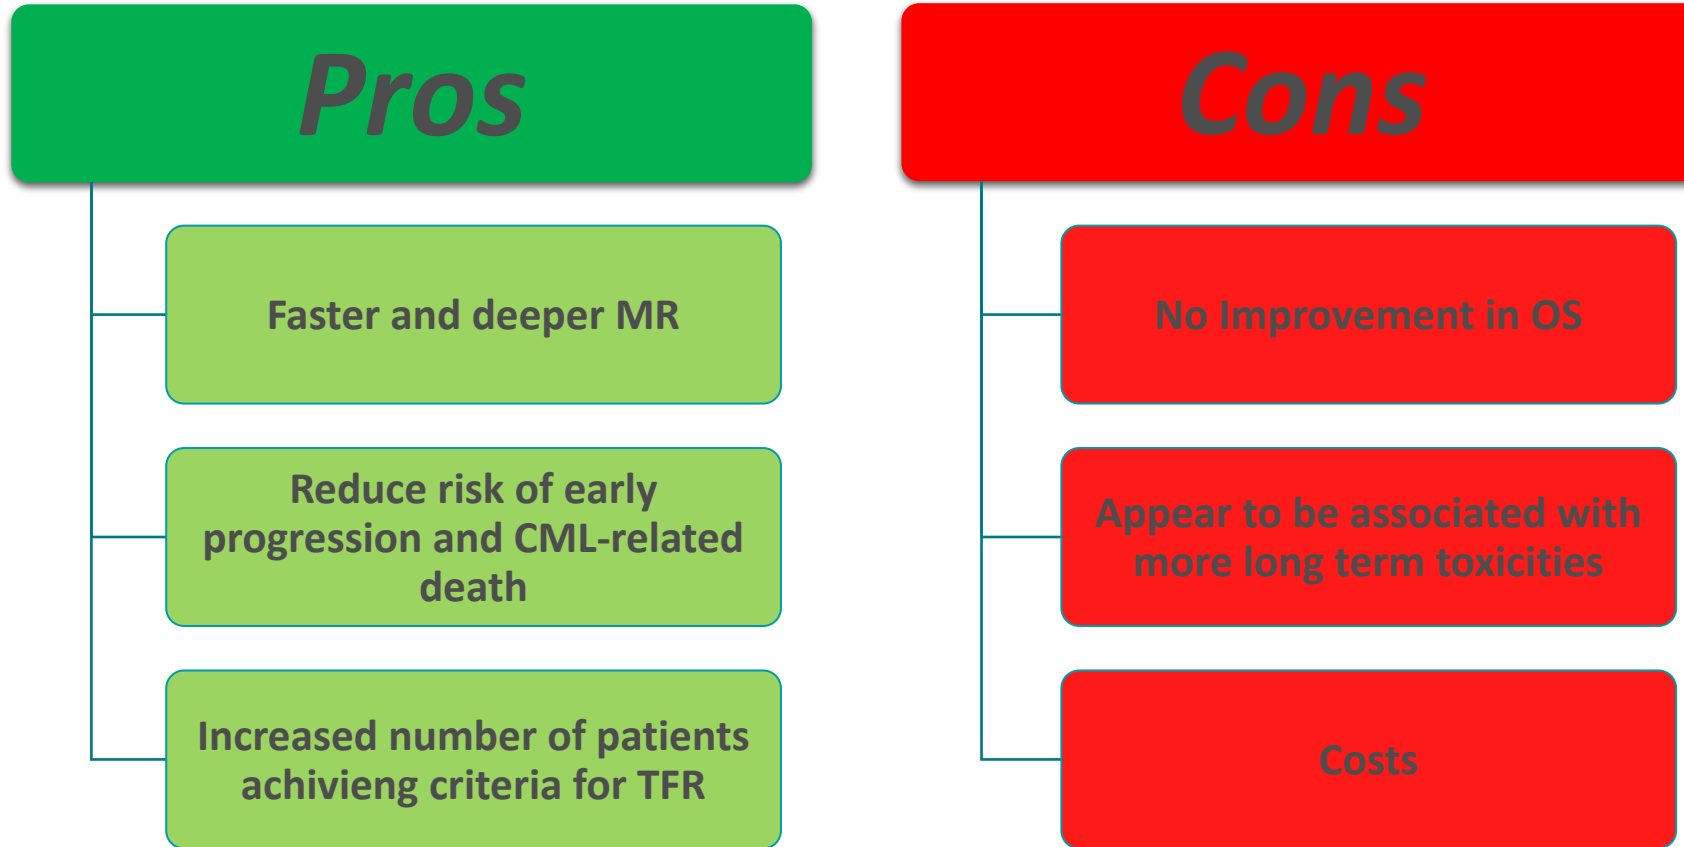 Pros
Faster and deeper MR
Reduce risk of early
progression and CML-related
death
Increased number of patients
achivieng criteria for TFR
Cons
No Improvement in OS
Appear to be associated with
more long term toxicities
Costs